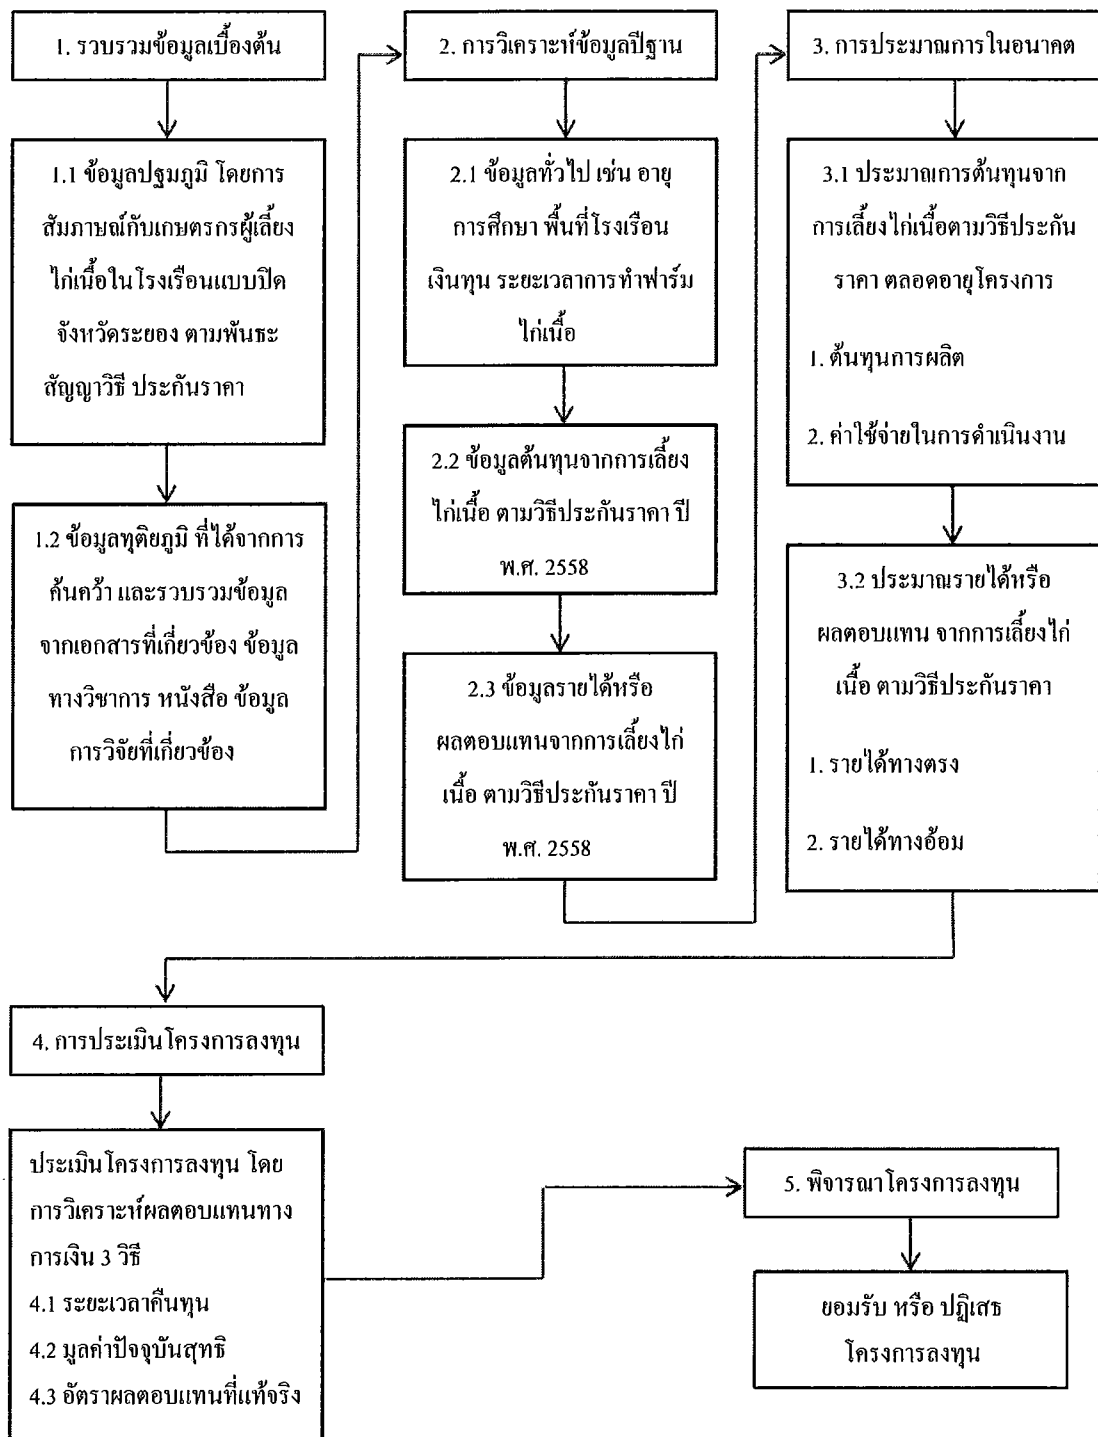 1. รวบรวมข้อมูลเบื้องต้น
1.1 ข้อมูลปฐมภูมิ โดยการ
สัมภาษณ์กับเกษตรกรผู้เลี้ยง
ไก่เนื้อในโรงเรือนแบบปิด
จังหวัดระยอง ตามพันธะ
สัญญาวิธี ประกันราคา
1.2 ข้อมูลทุติยภูมิ ที่ได้จากการ
ค้นคว้า และรวบรวมข้อมูล
จากเอกสารที่เกี่ยวข้อง ข้อมูล
ทางวิชาการ หนังสือ ข้อมูล
การวิจัยที่เกี่ยวข้อง
2. การวิเคราะห์ข้อมูลปีฐาน
2.1 ข้อมูลทั่วไป เช่น อายุ
การศึกษา พื้นที่โรงเรือน
เงินทุน ระยะเวลาการทำฟาร์ม
ไก่เนื้อ
2.2 ข้อมูลต้นทุนจากการเลี้ยง
ไก่เนื้อ ตามวิธีประกันราคา ปี
พ.ศ. 2558
2.3 ข้อมูลรายได้หรือ
ผลตอบแทนจากการเลี้ยงไก่
เนื้อ ตามวิธีประกันราคา ปี
พ.ศ. 2558
3. การประมาณการในอนาคต
3.1 ประมาณการต้นทุนจาก
การเลี้ยงไก่เนื้อตามวิธีประกัน
ราคา ตลอดอายุโครงการ
1. ต้นทุนการผลิต
2. ค่าใช้จ่ายในการดำเนินงาน
3.2 ประมาณรายได้หรือ
ผลตอบแทน จากการเลี้ยงไก่
เนื้อ ตามวิธีประกันราคา
1. รายได้ทางตรง
2. รายได้ทางอ้อม
4. การประเมินโครงการลงทุน
ประเมินโครงการลงทุน โดย
การวิเคราะห์ผลตอบแทนทาง
การเงิน 3 วิธี
4.1 ระยะเวลาคืนทุน
4.2 มูลค่าปัจจุบันสุทธิ
4.3 อัตราผลตอบแทนที่แท้จริง
5. พิจารณาโครงการลงทุน
ยอมรับ หรือ ปฏิเสธ
โครงการลงทุน